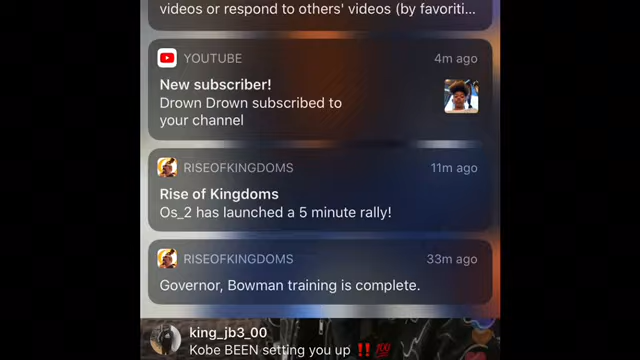 videos or respond to others' videos (by favoriti...
YOUTUBE 4m ago
New subscriber!
Drown Drown subscribed to
your channel
RISEOFKINGDOMS 11m ago
Rise of Kingdoms
Os_2 has launched a 5 minute rally!
RISEOFKINGDOMS 33m ago
Governor, Bowman training is complete.
king_jb3_00
Kobe BEEN setting you up ‼️💯